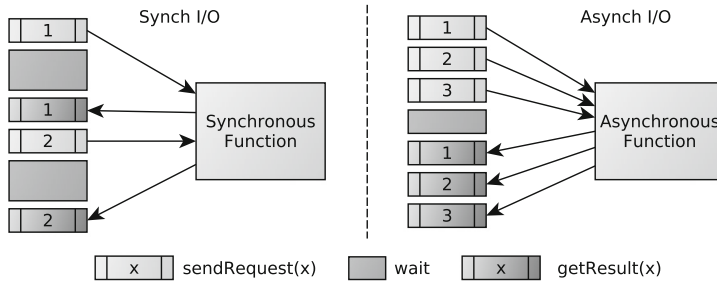 Synch I/O
1
1
2
2
Synchronous
Function
Asynch I/O
1
2
3
1
2
3
Asynchronous
Function
x sendRequest(x) wait x getResult(x)